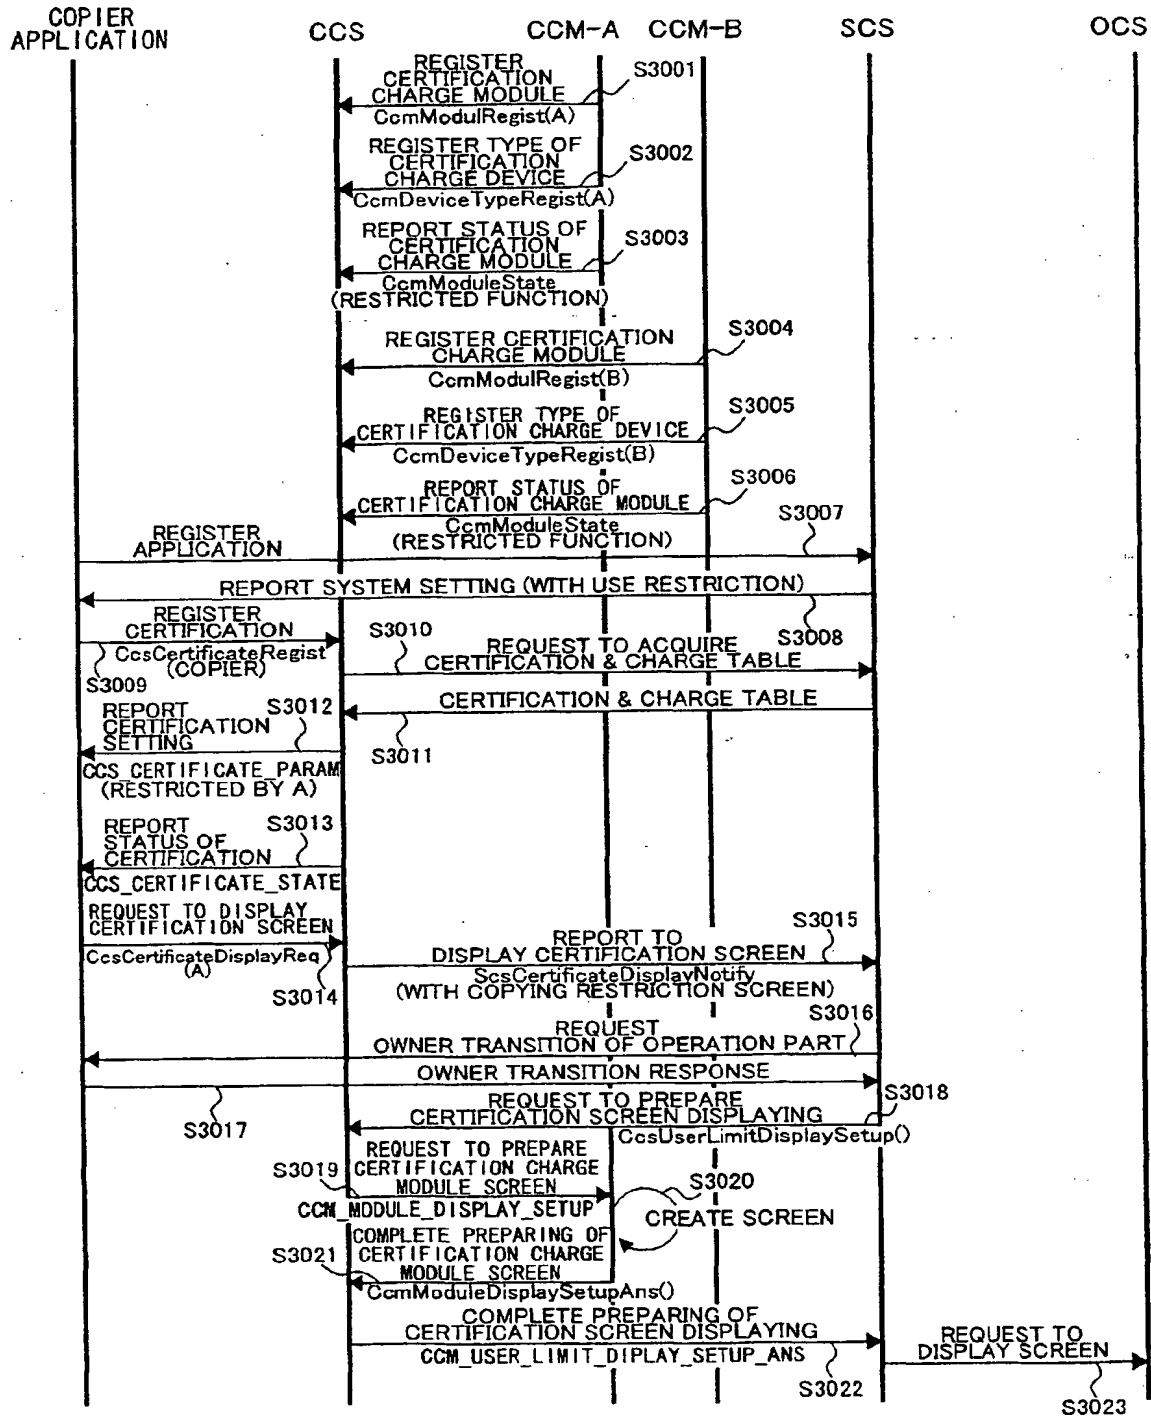 COPIER
APPLICATION
CCS
CCM-A
CCM-B
SCS
OCS
REGISTER
CERTIFICATION
CHARGE MODULE
S3001
CcmModulRegist(A)
REGISTER TYPE OF
CERTIFICATION
CHARGE DEVICE
S3002
CcmDeviceTypeRegist(A)
REPORT STATUS OF
CERTIFICATION
CHARGE MODULE
S3003
CcmModuleState
(RESTRICTED FUNCTION)
REGISTER CERTIFICATION
CHARGE MODULE
S3004
CcmModulRegist(B)
REGISTER TYPE OF
CERTIFICATION CHARGE DEVICE
S3005
CcmDeviceTypeRegist(B)
REPORT STATUS OF
CERTIFICATION CHARGE MODULE
S3006
CcmModuleState
(RESTRICTED FUNCTION)
S3007
REGISTER
APPLICATION
REPORT SYSTEM SETTING (WITH USE RESTRICTION)
S3008
REGISTER
CERTIFICATION
CcsCertificateRegist
(COPIER)
S3009
S3010
REQUEST TO ACQUIRE
CERTIFICATION & CHARGE TABLE
CERTIFICATION & CHARGE TABLE
S3011
REPORT
CERTIFICATION
SETTING
S3012
CCS_CERTIFICATE_PARAM
(RESTRICTED BY A)
REPORT
STATUS OF
CERTIFICATION
S3013
CCS_CERTIFICATE_STATE
REQUEST TO DISPLAY
CERTIFICATION SCREEN
CcsCertificateDisplayReq
(A)
S3014
REPORT TO
DISPLAY CERTIFICATION SCREEN
S3015
ScsCertificateDisplayNotify
(WITH COPYING RESTRICTION SCREEN)
S3016
REQUEST
OWNER TRANSITION OF OPERATION PART
OWNER TRANSITION RESPONSE
S3017
REQUEST TO PREPARE
CERTIFICATION SCREEN DISPLAYING
S3018
CcsUserLimitDisplaySetup()
REQUEST TO PREPARE
CERTIFICATION CHARGE
MODULE SCREEN
S3019
CCM_MODULE_DISPLAY_SETUP
S3020
CREATE SCREEN
COMPLETE PREPARING OF
CERTIFICATION CHARGE
MODULE SCREEN
S3021
CcmModuleDisplaySetupAns()
COMPLETE PREPARING OF
CERTIFICATION SCREEN DISPLAYING
CCM_USER_LIMIT_DIPLAY_SETUP_ANS
S3022
REQUEST TO
DISPLAY SCREEN
S3023